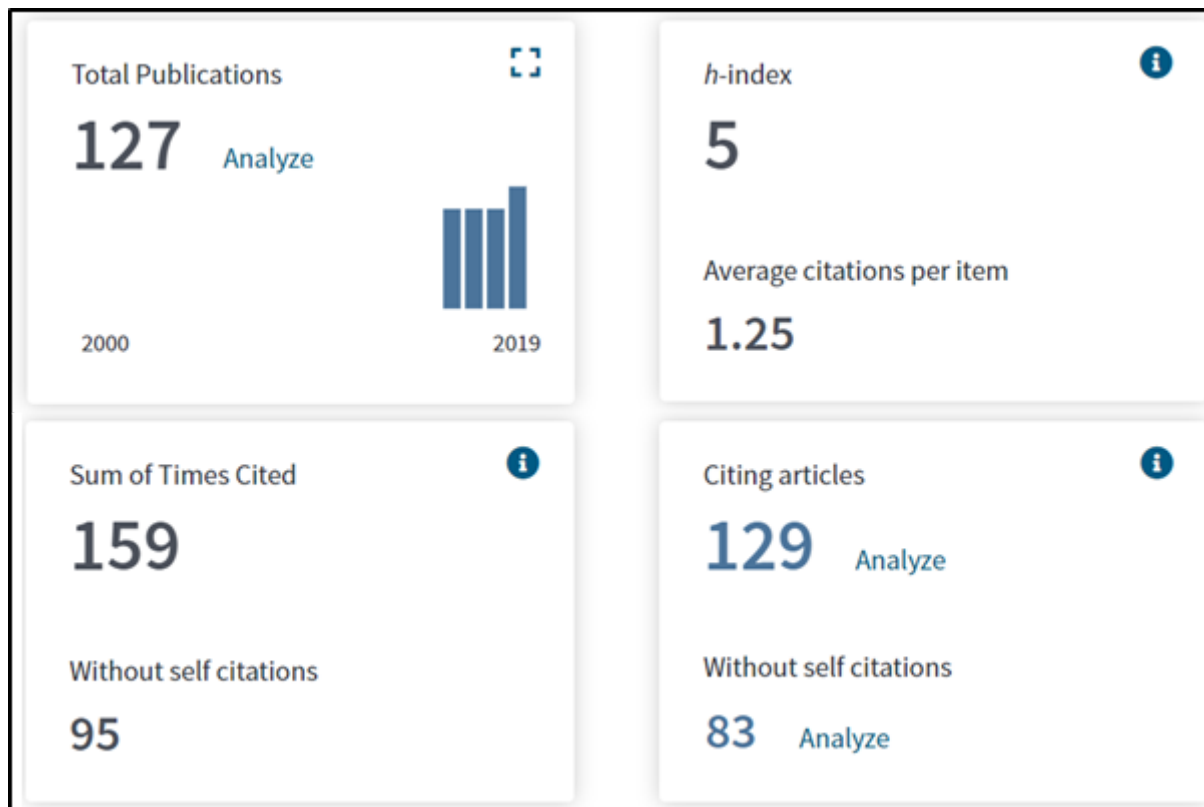 Total Publications
127 Analyze
2000 2019
h-index
5
Average citations per item
1.25
Sum of Times Cited
159
Without self citations
95
Citing articles
129 Analyze
Without self citations
83 Analyze